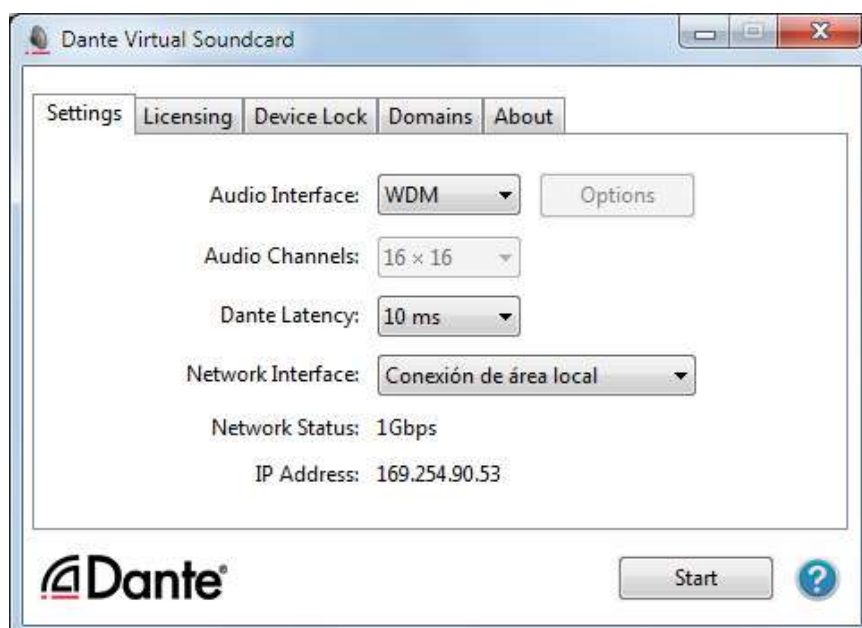 Dante Virtual Soundcard
Settings Licensing Device Lock Domains About
Audio Interface: WDM Options
Audio Channels: 16 × 16
Dante Latency: 10 ms
Network Interface: Conexión de área local
Network Status: 1Gbps
IP Address: 169.254.90.53
Dante® Start ?